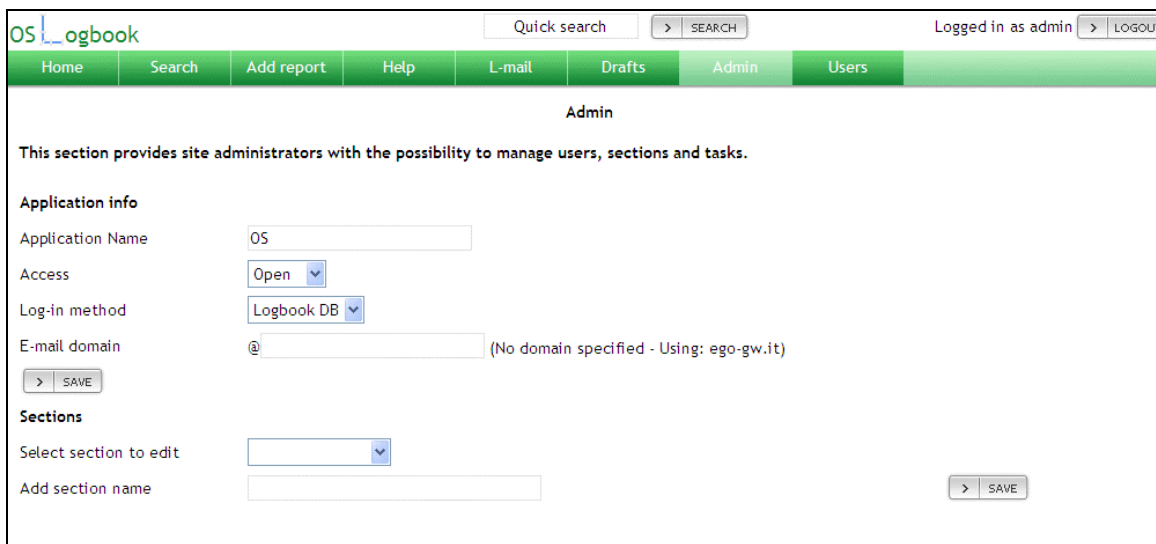 OS Logbook Quick search > SEARCH Logged in as admin > LOGOU
Home Search Add report Help L-mail Drafts Admin Users
Admin
This section provides site administrators with the possibility to manage users, sections and tasks.
Application info
Application Name OS
Access Open
Log-in method Logbook DB
E-mail domain @ (No domain specified - Using: ego-gw.it)
> SAVE
Sections
Select section to edit
Add section name > SAVE